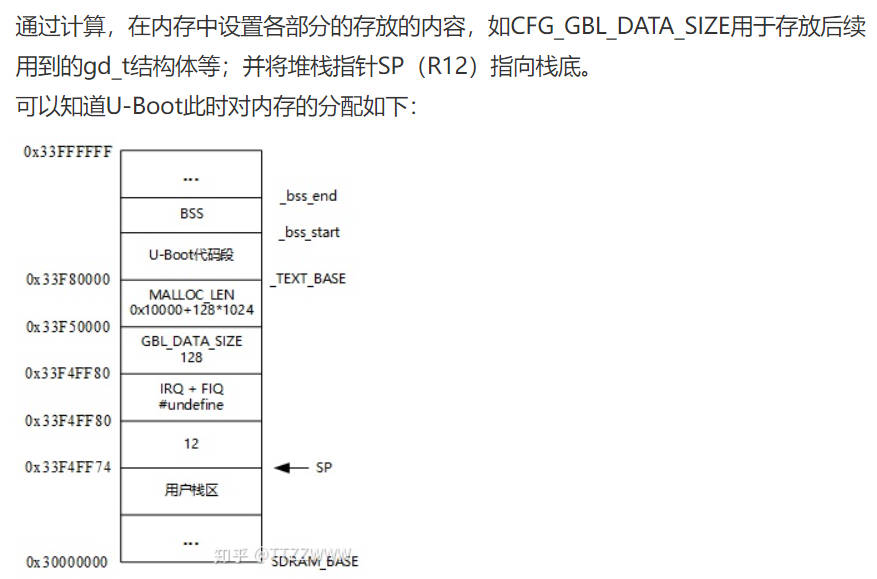 通过计算，在内存中设置各部分的存放的内容，如CFG_GBL_DATA_SIZE用于存放后续
用到的gd_t结构体等；并将堆栈指针SP（R12）指向栈底。
可以知道U-Boot此时对内存的分配如下：
0x33FFFFFF
...
_bss_end
BSS
_bss_start
U-Boot代码段
0x33F80000
_TEXT_BASE
MALLOC_LEN
0x10000+128*1024
0x33F50000
GBL_DATA_SIZE
128
0x33F4FF80
IRQ + FIQ
#undefine
0x33F4FF80
12
0x33F4FF74
SP
用户栈区
...
知乎 @TTZZWWW
0x30000000
SDRAM_BASE